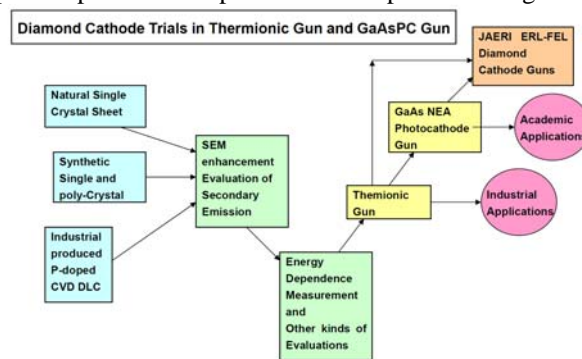 Diamond Cathode Trials in Thermionic Gun and GaAsPC Gun
JAERI ERL-FEL
Diamond
Cathode Guns
Natural Single
Crystal Sheet
GaAs NEA
Photocathode
Gun
Academic
Applications
SEM
enhancement
Evaluation of
Secondary
Emission
Synthetic
Single and
poly-Crystal
Themionic
Gun
Industrial
Applications
Industrial
produced
P-doped
CVD DLC
Energy
Dependence
Measurement
and
Other kinds of
Evaluations